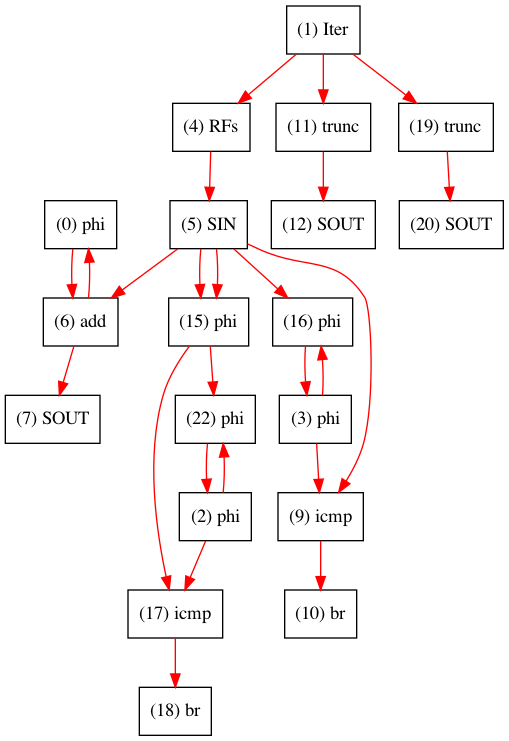 (1) Iter
(4) RFs
(11) trunc
(19) trunc
(0) phi
(5) SIN
(12) SOUT
(20) SOUT
(6) add
(15) phi
(16) phi
(7) SOUT
(22) phi
(3) phi
(2) phi
(9) icmp
(17) icmp
(10) br
(18) br